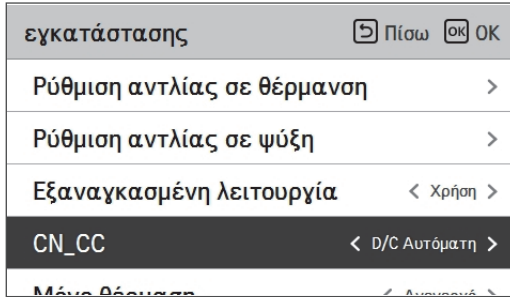 εγκατάστασης Πίσω OK OK
Ρύθμιση αντλίας σε θέρμανση >
Ρύθμιση αντλίας σε ψύξη >
Εξαναγκασμένη λειτουργία < Χρήση >
CN_CC < D/C Αυτόματη >